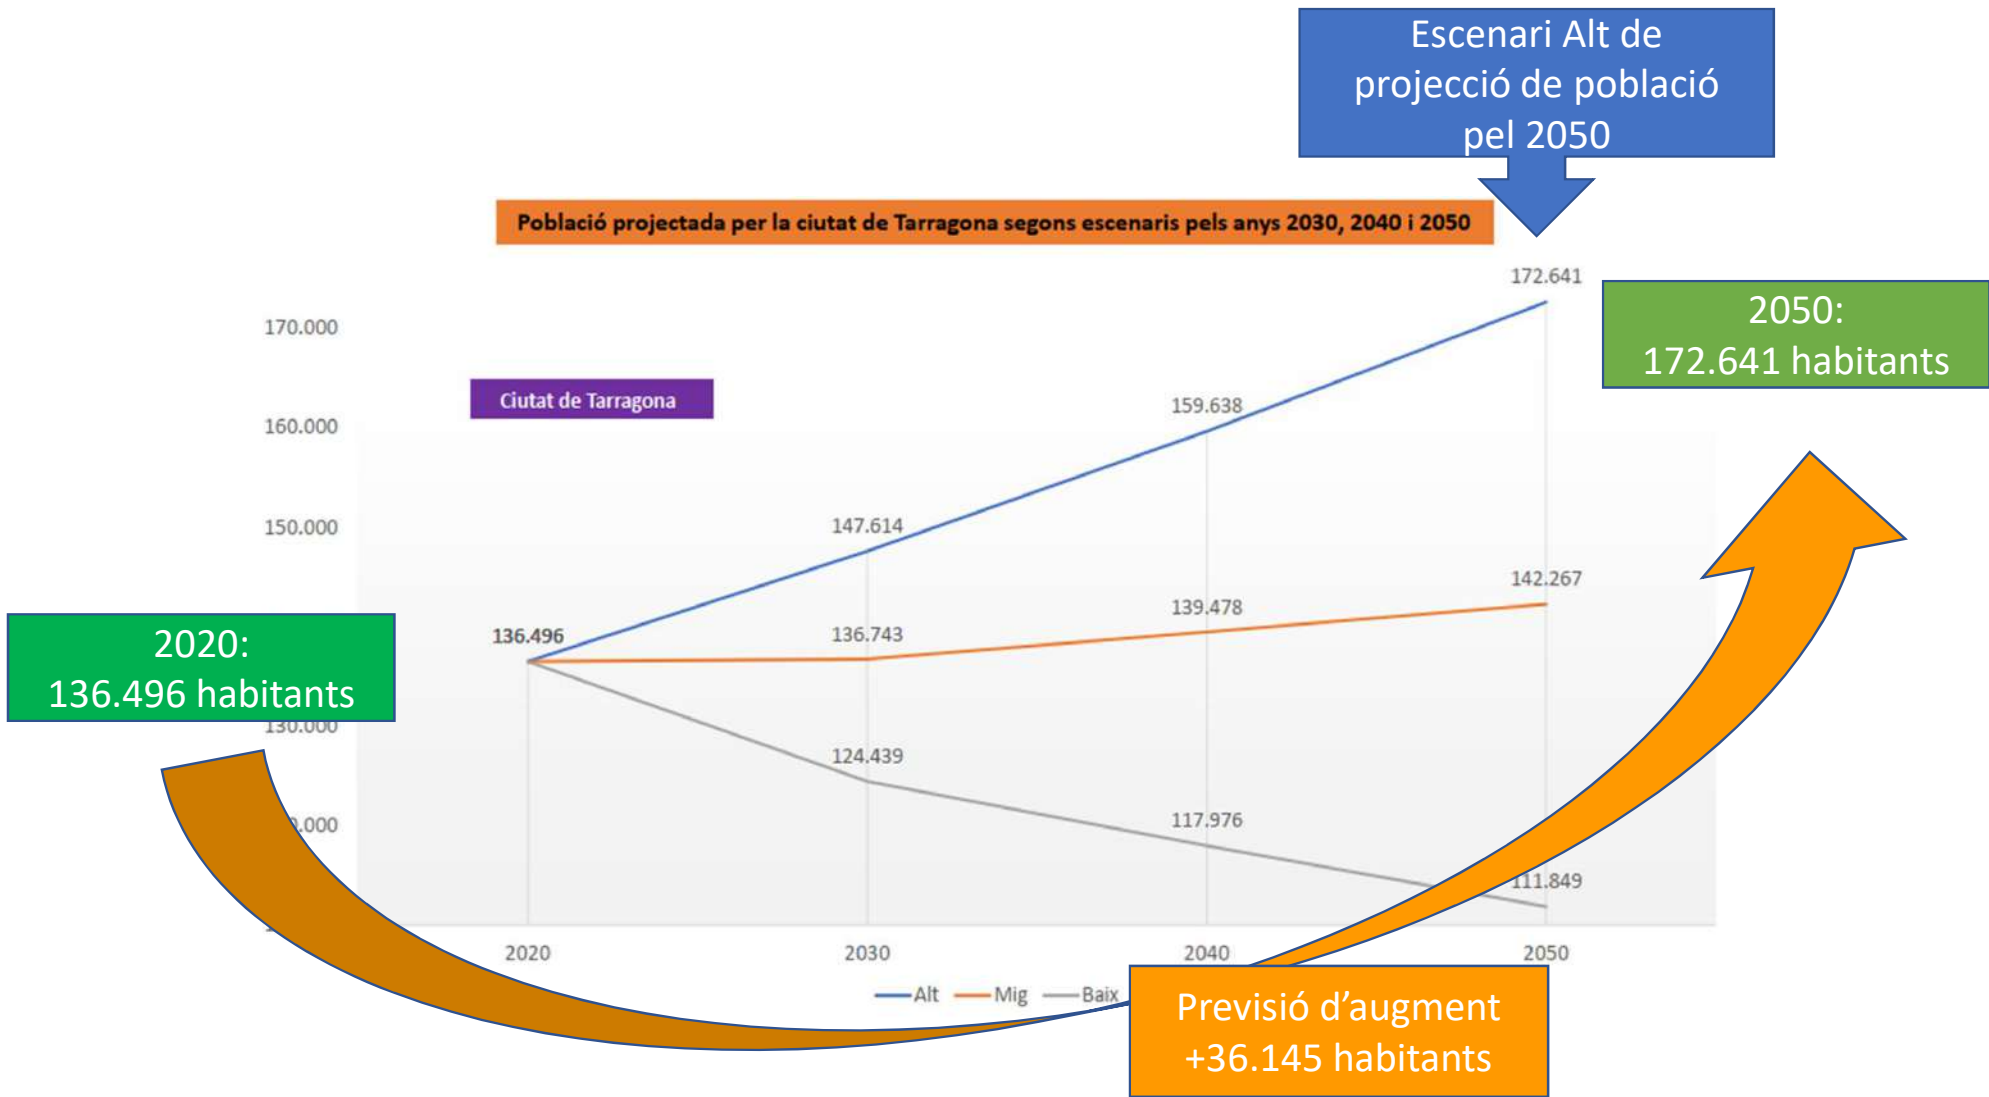 Escenari Alt de
projecció de població
pel 2050
Població projectada per la ciutat de Tarragona segons escenaris pels anys 2030, 2040 i 2050
172.641
2050:
172.641 habitants
170.000
Ciutat de Tarragona
159.638
160.000
150.000
147.614
142.267
139.478
136.743
136.496
2020:
136.496 habitants
130.000
124.439
117.976
.000
111.849
2020
2030
2040
2050
Alt
Mig
Baix
Previsió d’augment
+36.145 habitants